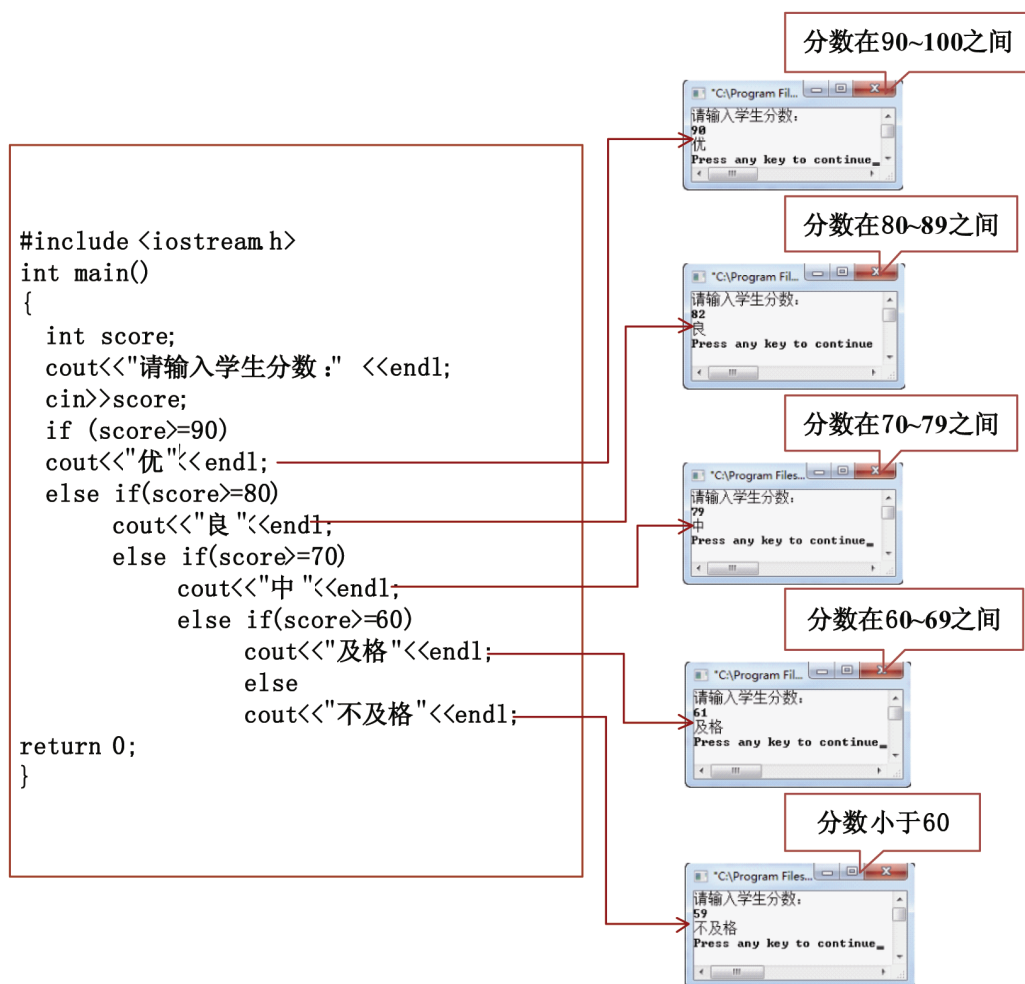 #include <iostream.h>
int main()
{
int score;
cout<<"请输入学生分数：" <<endl;
cin>>score;
if (score>=90)
cout<<"优"<<endl;
else if(score>=80)
cout<<"良"<<endl;
else if(score>=70)
cout<<"中"<<endl;
else if(score>=60)
cout<<"及格"<<endl;
else
cout<<"不及格"<<endl;
return 0;
}
分数在90~100之间
"C:\Program Fil...
请输入学生分数：
90
优
Press any key to continue_
分数在80~89之间
"C:\Program Fil...
请输入学生分数：
82
良
Press any key to continue
分数在70~79之间
"C:\Program Files...
请输入学生分数：
79
中
Press any key to continue_
分数在60~69之间
"C:\Program Fil...
请输入学生分数：
61
及格
Press any key to continue_
分数小于60
"C:\Program Files...
请输入学生分数：
59
不及格
Press any key to continue_